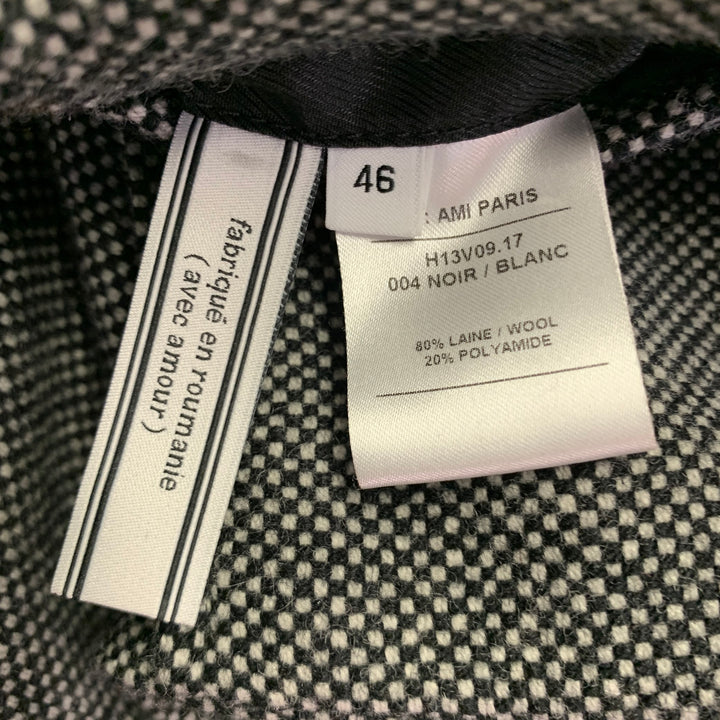 fabriqué en roumanie
( avec amour )
46
: AMI PARIS
H13V09.17
004 NOIR / BLANC
80% LAINE / WOOL
20% POLYAMIDE